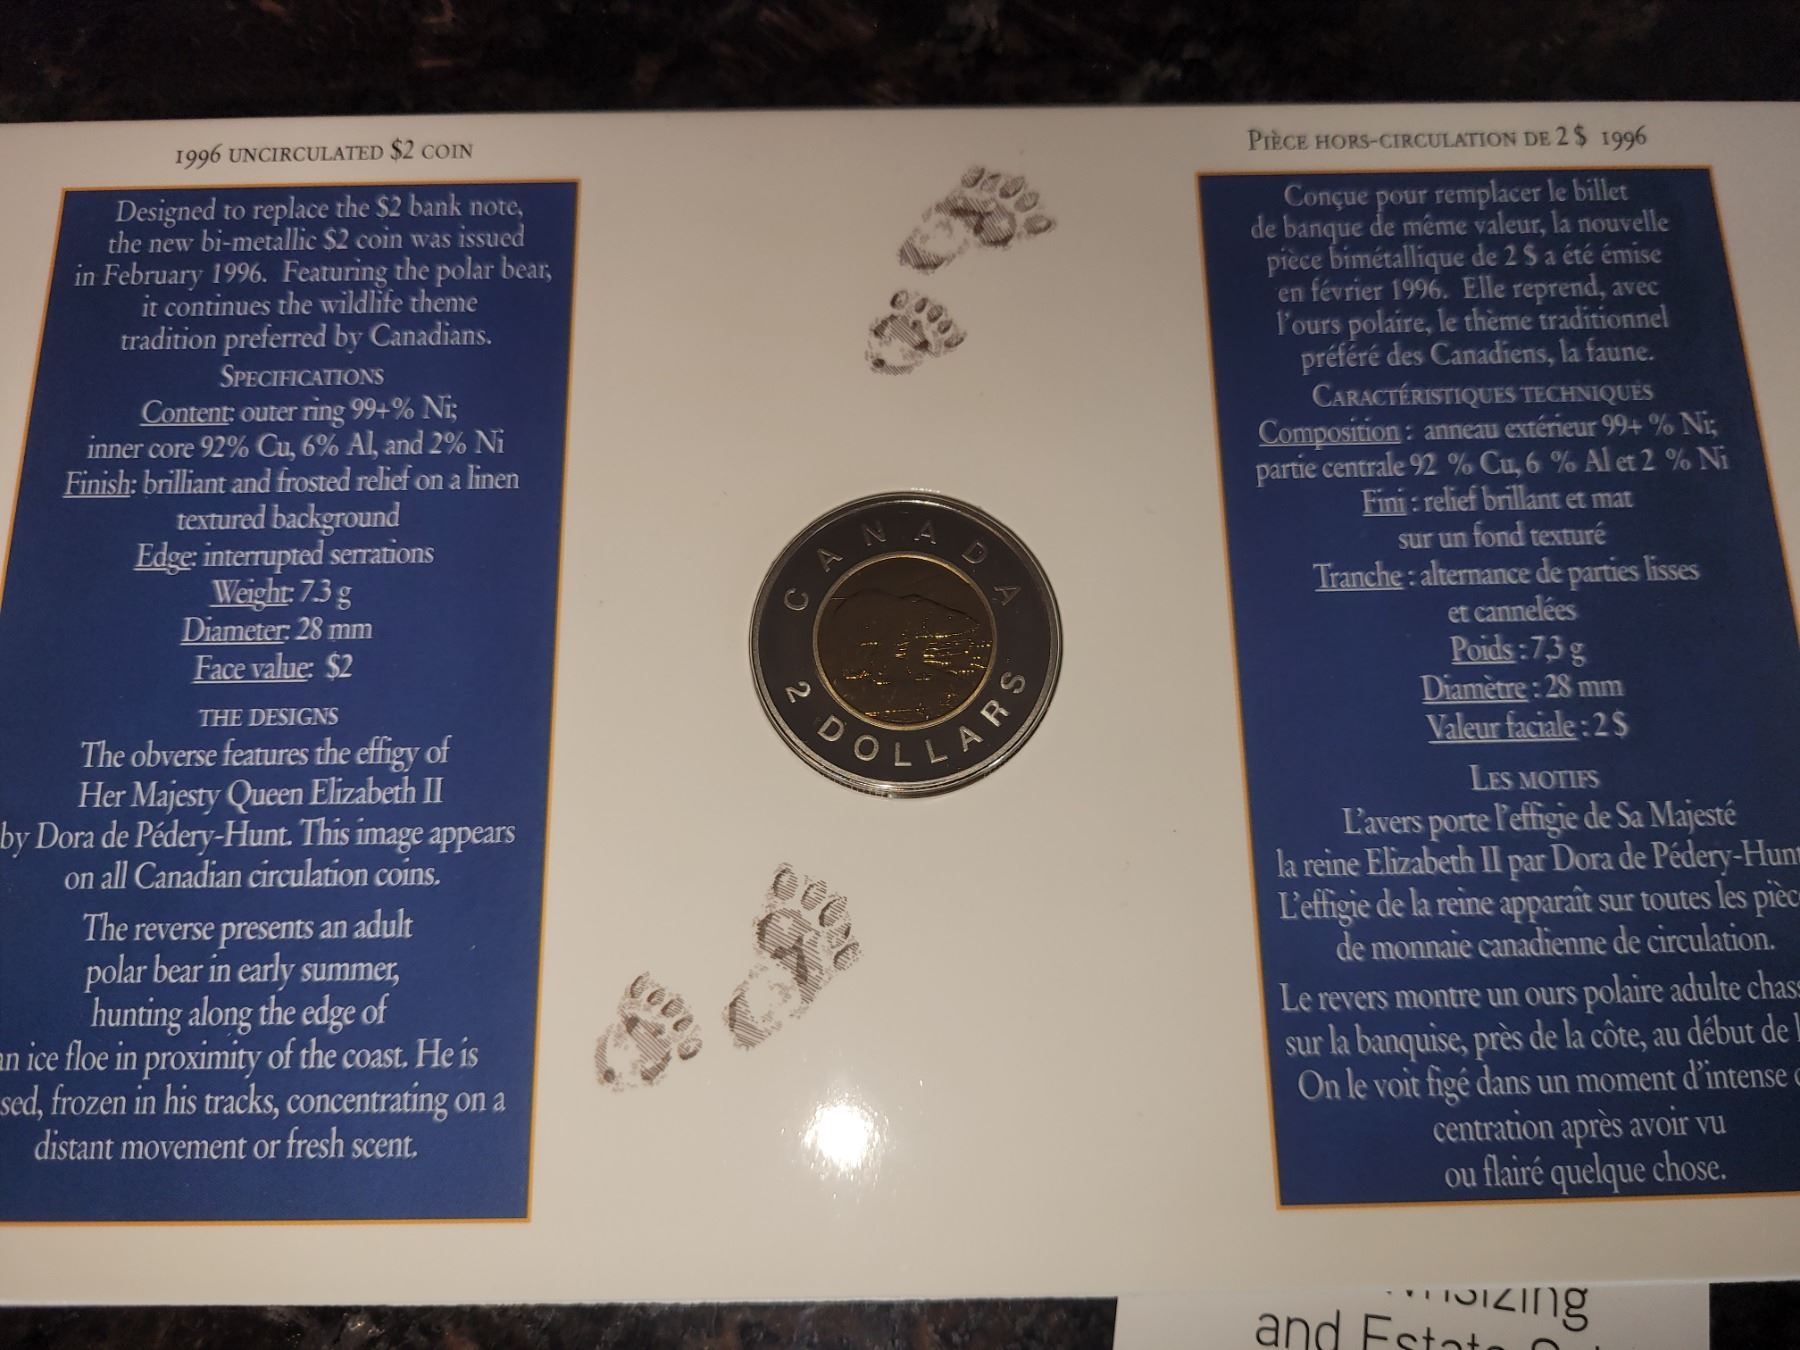 1996 UNCIRCULATED $2 COIN
Designed to replace the $2 bank note,
the new bi-metallic $2 coin was issued
in February 1996. Featuring the polar bear,
it continues the wildlife theme
tradition preferred by Canadians.
SPECIFICATIONS
Content: outer ring 99+% Ni;
inner core 92% Cu, 6% Al, and 2% Ni
Finish: brilliant and frosted relief on a linen
textured background
Edge: interrupted serrations
Weight: 7.3 g
Diameter: 28 mm
Face value: $2
THE DESIGNS
The obverse features the effigy of
Her Majesty Queen Elizabeth II
by Dora de Pédery-Hunt. This image appears
on all Canadian circulation coins.
The reverse presents an adult
polar bear in early summer,
hunting along the edge of
an ice floe in proximity of the coast. He is
sed, frozen in his tracks, concentrating on a
distant movement or fresh scent.
CANADA
2 DOLLARS
PIÈCE HORS-CIRCULATION DE 2 $ 1996
Conçue pour remplacer le billet
de banque de même valeur, la nouvelle
pièce bimétallique de 2 $ a été émise
en février 1996. Elle reprend, avec
l'ours polaire, le thème traditionnel
préféré des Canadiens, la faune.
CARACTÉRISTIQUES TECHNIQUES
Composition : anneau extérieur 99+ % Ni;
partie centrale 92 % Cu, 6 % Al et 2 % Ni
Fini : relief brillant et mat
sur un fond texturé
Tranche : alternance de parties lisses
et cannelées
Poids : 7,3 g
Diamètre : 28 mm
Valeur faciale : 2 $
LES MOTIFS
L'avers porte l'effigie de Sa Majesté
la reine Elizabeth II par Dora de Pédery-Hunt
L'effigie de la reine apparaît sur toutes les pièc
de monnaie canadienne de circulation.
Le revers montre un ours polaire adulte chass
sur la banquise, près de la côte, au début de l
On le voit figé dans un moment d'intense c
centration après avoir vu
ou flairé quelque chose.
nsizing
and Estate